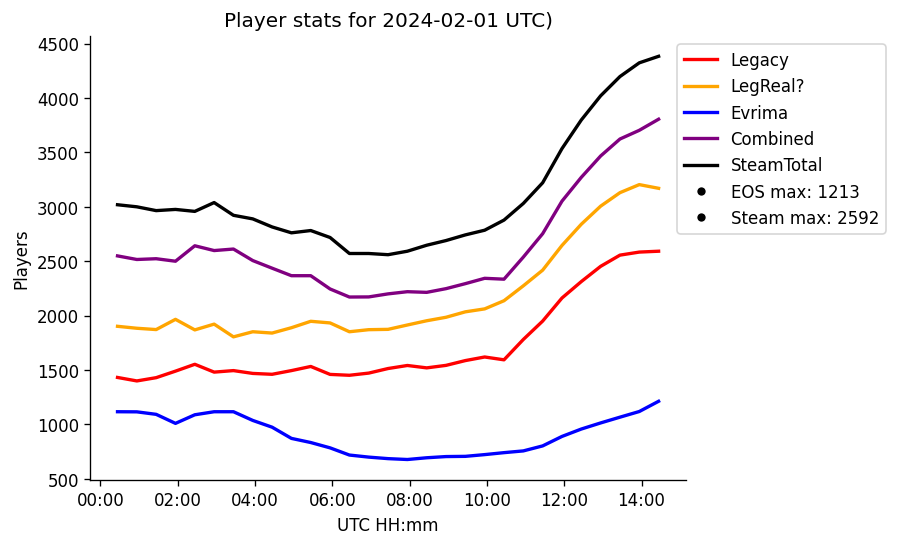 Player stats for 2024-02-01 UTC)
4500
4000
3500
3000
2500
2000
1500
1000
500
Players
00:00 02:00 04:00 06:00 08:00 10:00 12:00 14:00
UTC HH:mm
Legacy
LegReal?
Evrima
Combined
SteamTotal
EOS max: 1213
Steam max: 2592